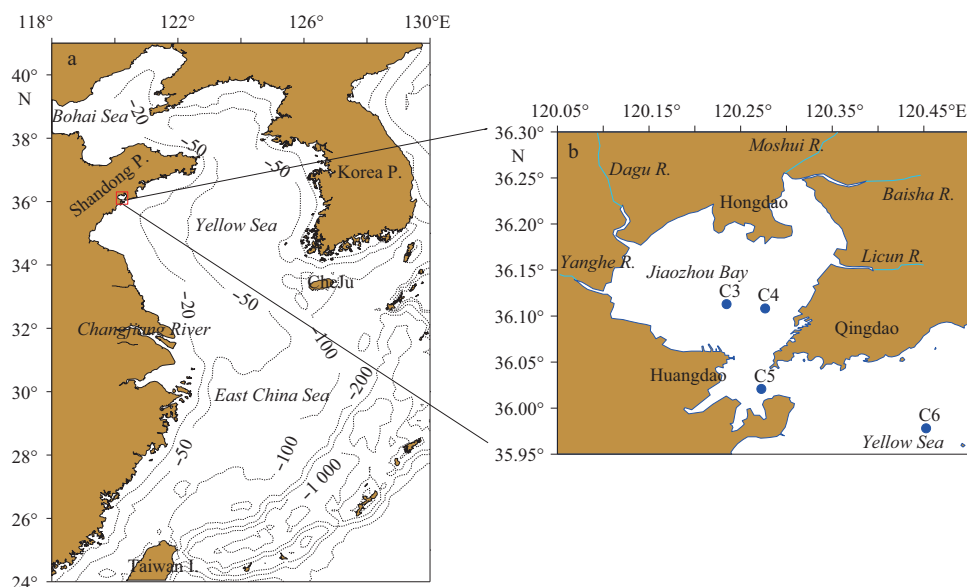 118° 122° 126° 130°E
a
40°
N
38°
36°
34°
32°
30°
28°
26°
24°
Bohai Sea
-20
-50
-50
Shandong P.
Korea P.
Yellow Sea
CheJu
-20
-50
Changjiang River
-100
-200
East China Sea
-50
-100
-1 000
Taiwan I.
120.05 120.15 120.25 120.35 120.45°E
36.30°
N
36.25°
36.20°
36.15°
36.10°
36.05°
36.00°
35.95°
b
Moshui R.
Dagu R.
Baisha R.
Hongdao
Yanghe R.
Licun R.
Jiaozhou Bay
C3
C4
Qingdao
Huangdao
C5
C6
Yellow Sea